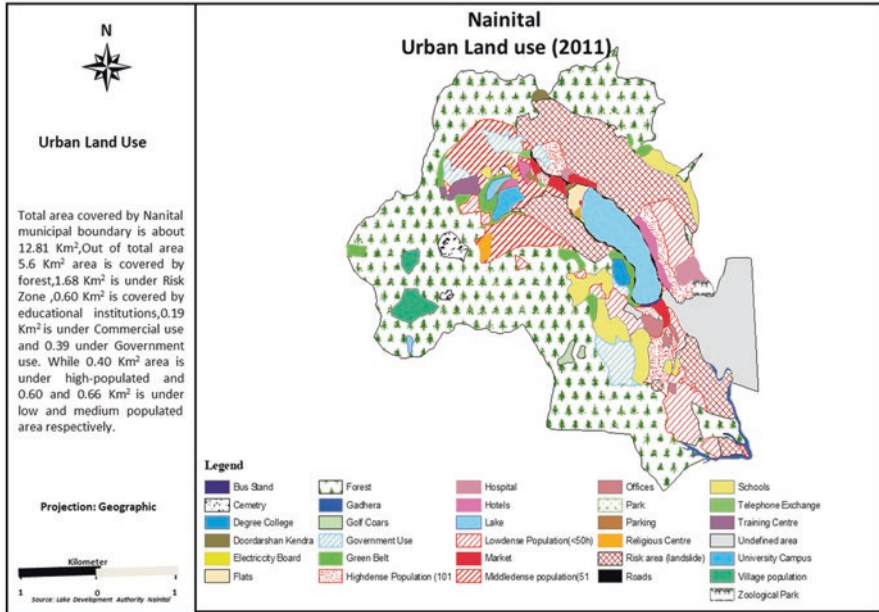 Nainital
Urban Land use (2011)
N
Urban Land Use
Total area covered by Nanital
municipal boundary is about
12.81 Km²,Out of total area
5.6 Km² area is covered by
forest,1.68 Km² is under Risk
Zone ,0.60 Km² is covered by
educational institutions,0.19
Km² is under Commercial use
and 0.39 under Government
use. While 0.40 Km² area is
under high-populated and
0.60 and 0.66 Km² is under
low and medium populated
area respectively.
Projection: Geographic
Kilometer
1 0 1
Source: Lake Development Authority Nainital
Legend
Bus Stand
Cemetry
Degree College
Doordarshan Kendra
Electriccity Board
Flats
Forest
Gadhera
Golf Coars
Government Use
Green Belt
Highdense Population (101
Hospital
Hotels
Lake
Lowdense Population(<50h)
Market
Middledense population(51
Offices
Park
Parking
Religious Centre
Risk area (landslide)
Roads
Schools
Telephone Exchange
Training Centre
Undefined area
University Campus
Village population
Zoological Park